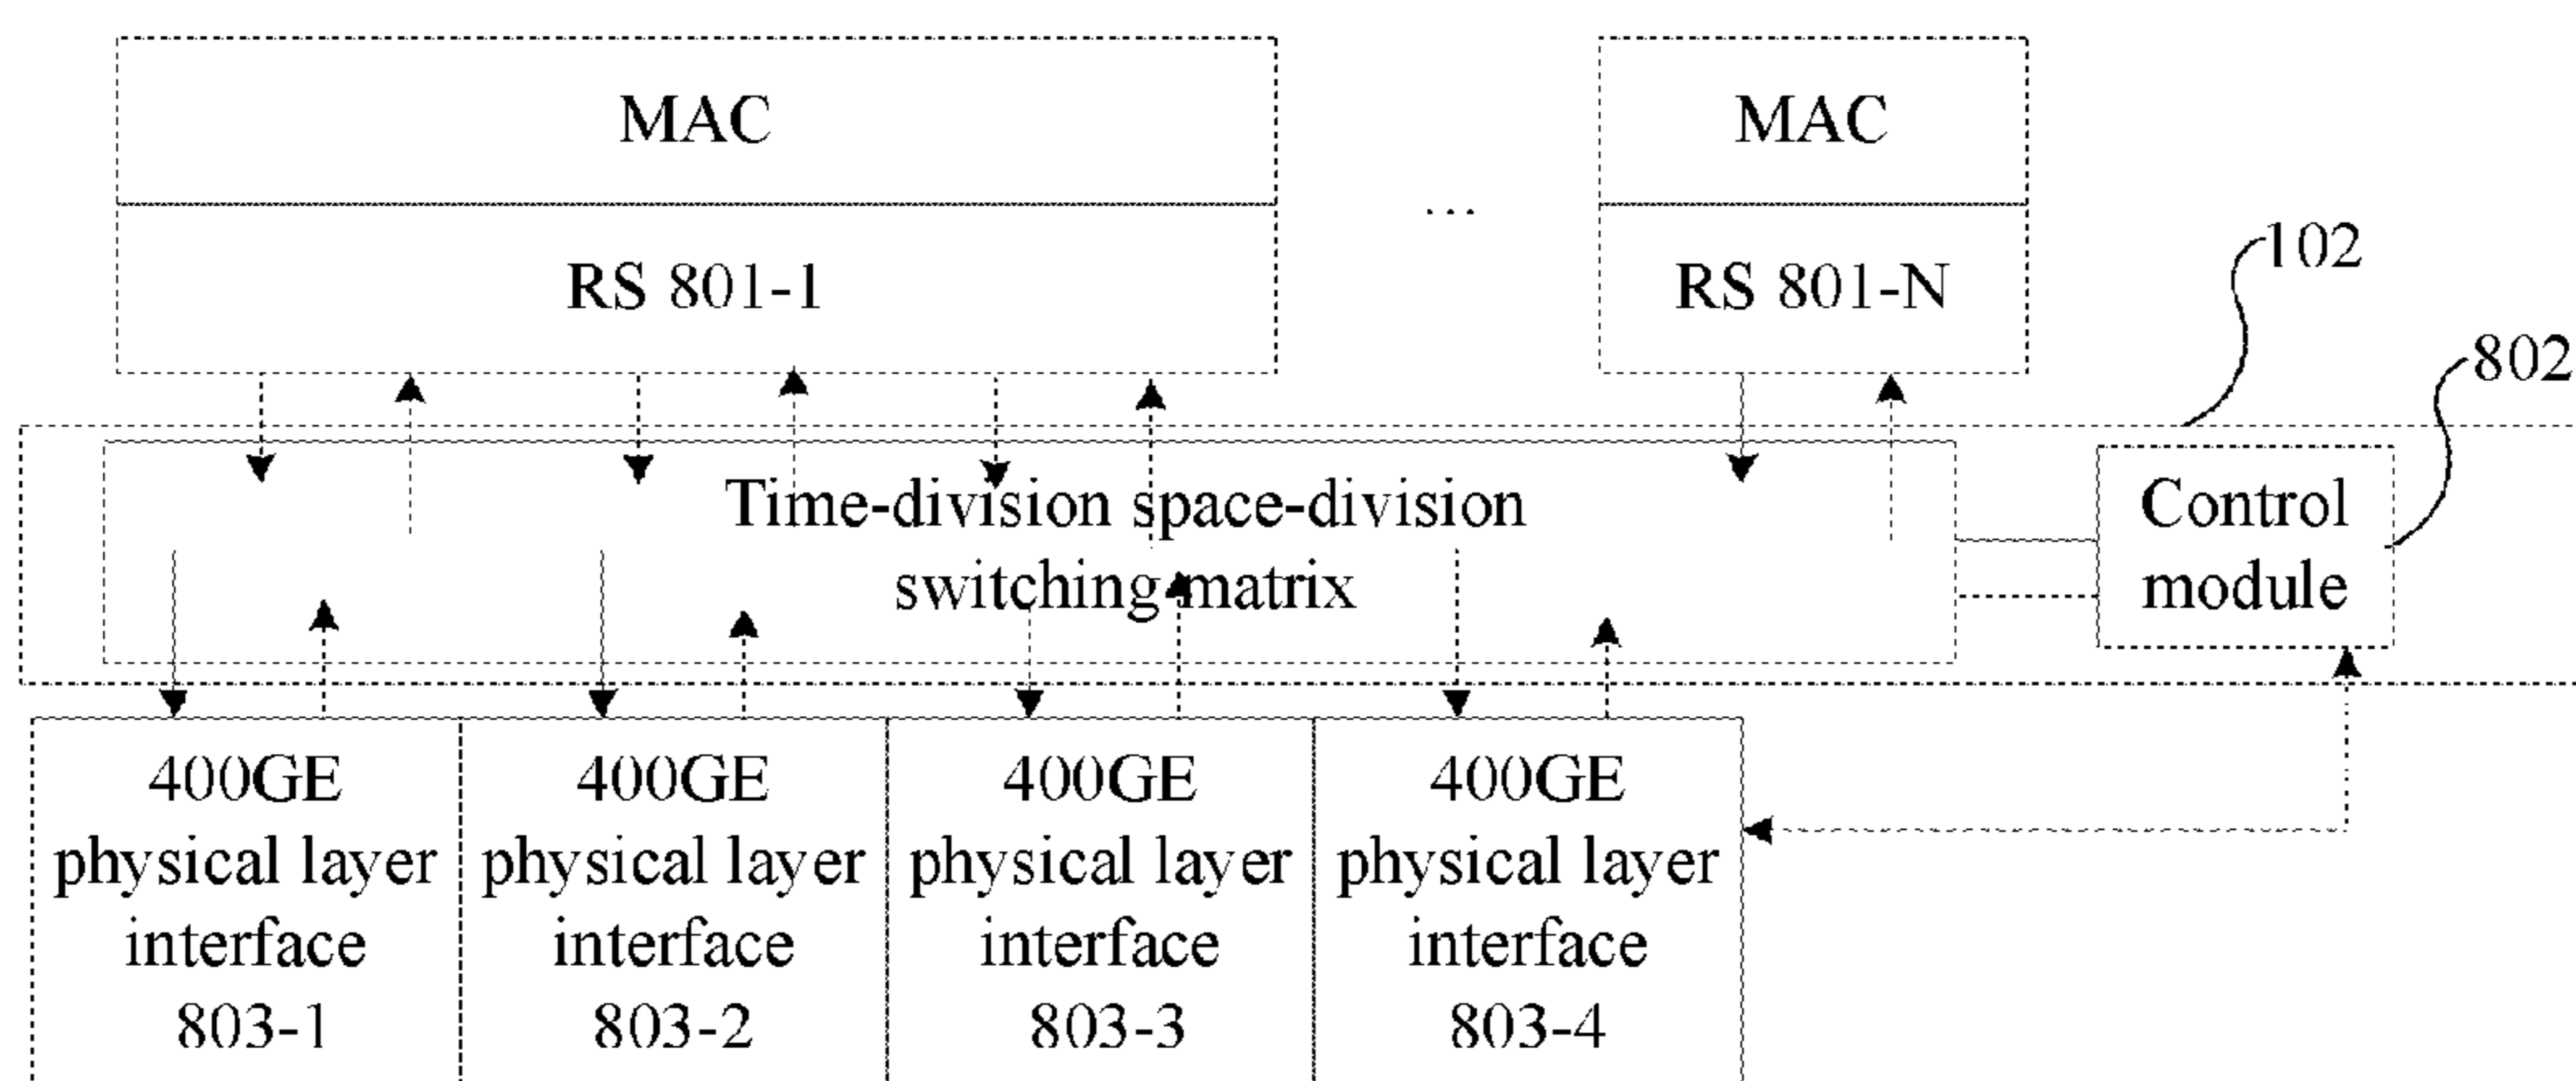 MAC
MAC
RS 801-1
...
RS 801-N
102
802
Time-division space-division
switching matrix
Control
module
400GE
physical layer
interface
803-1
400GE
physical layer
interface
803-2
400GE
physical layer
interface
803-3
400GE
physical layer
interface
803-4